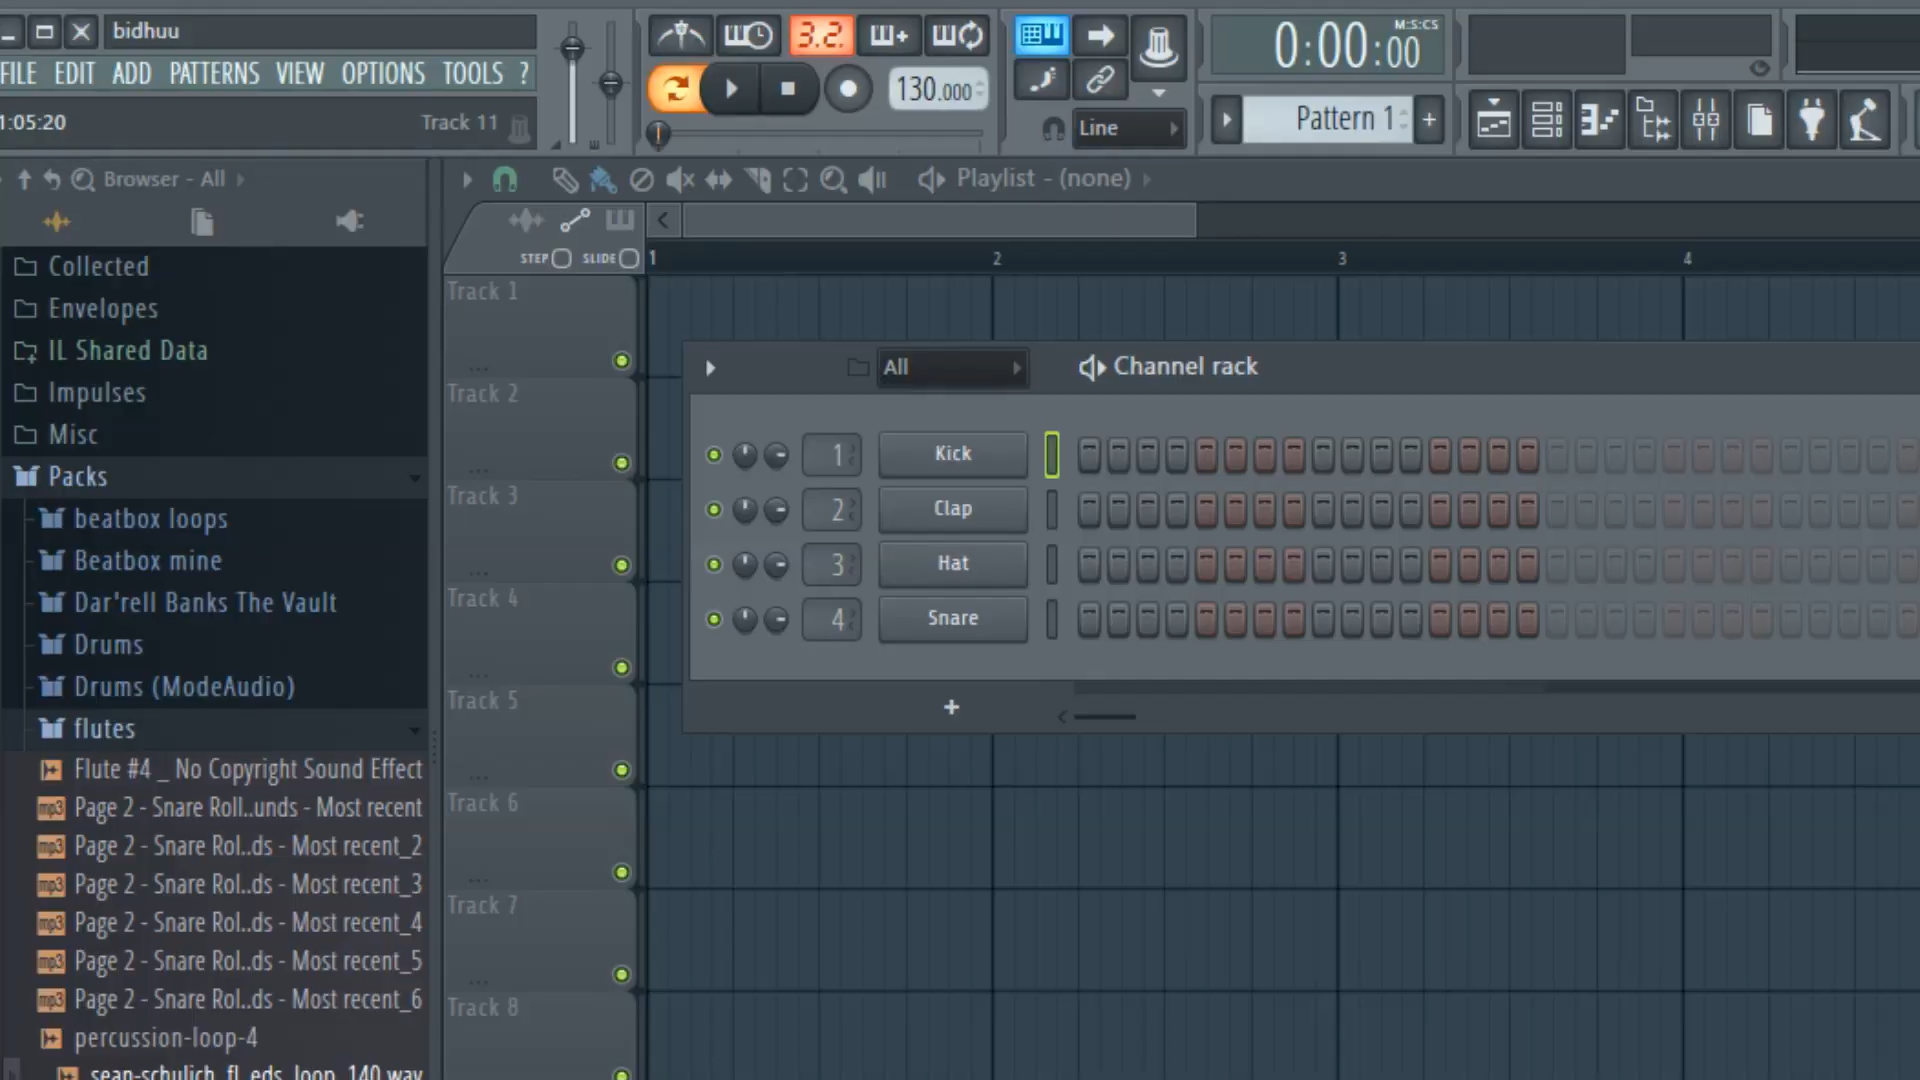 bidhuu
FILE EDIT ADD PATTERNS VIEW OPTIONS TOOLS ?
1:05:20
Track 11
3.2.
130.000
Line
0:00:00
M:S:CS
Pattern 1
+
Browser - All
Playlist - (none)
STEP SLIDE
1 2 3 4
Collected
Envelopes
IL Shared Data
Impulses
Misc
Packs
beatbox loops
Beatbox mine
Dar'rell Banks The Vault
Drums
Drums (ModeAudio)
flutes
Flute #4 _ No Copyright Sound Effect
Page 2 - Snare Roll..unds - Most recent
Page 2 - Snare Rol..ds - Most recent_2
Page 2 - Snare Rol..ds - Most recent_3
Page 2 - Snare Rol..ds - Most recent_4
Page 2 - Snare Rol..ds - Most recent_5
Page 2 - Snare Rol..ds - Most recent_6
percussion-loop-4
sean-schulich_fl_eds_loop_140.wav
Track 1
Track 2
Track 3
Track 4
Track 5
Track 6
Track 7
Track 8
All
Channel rack
1 Kick
2 Clap
3 Hat
4 Snare
+